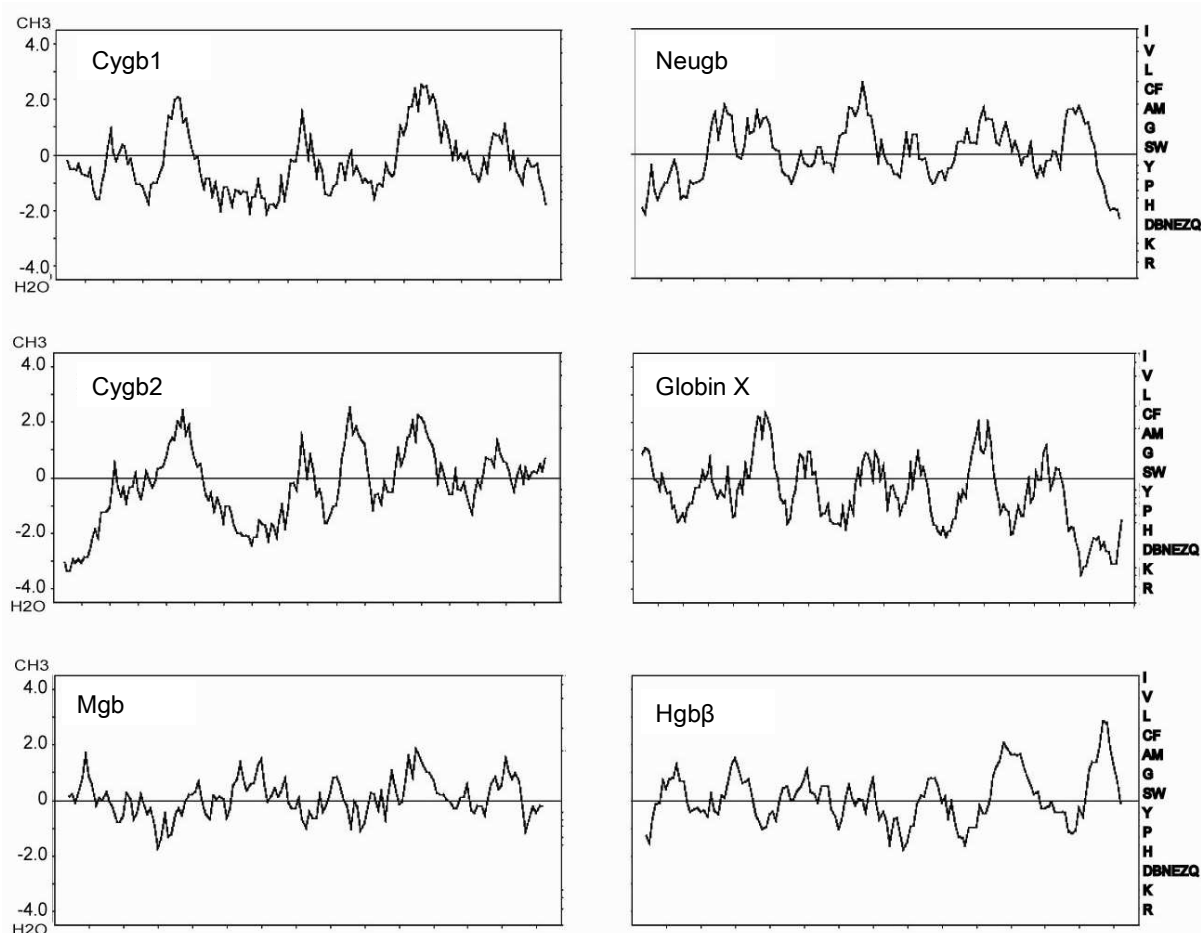 CH3
4.0
2.0
0
-2.0
-4.0
H2O
Cygb1
Neugb
I
V
L
CF
AM
G
SW
Y
P
H
DBNEZQ
K
R
CH3
4.0
2.0
0
-2.0
-4.0
H2O
Cygb2
Globin X
I
V
L
CF
AM
G
SW
Y
P
H
DBNEZQ
K
R
CH3
4.0
2.0
0
-2.0
-4.0
H2O
Mgb
Hgbβ
I
V
L
CF
AM
G
SW
Y
P
H
DBNEZQ
K
R